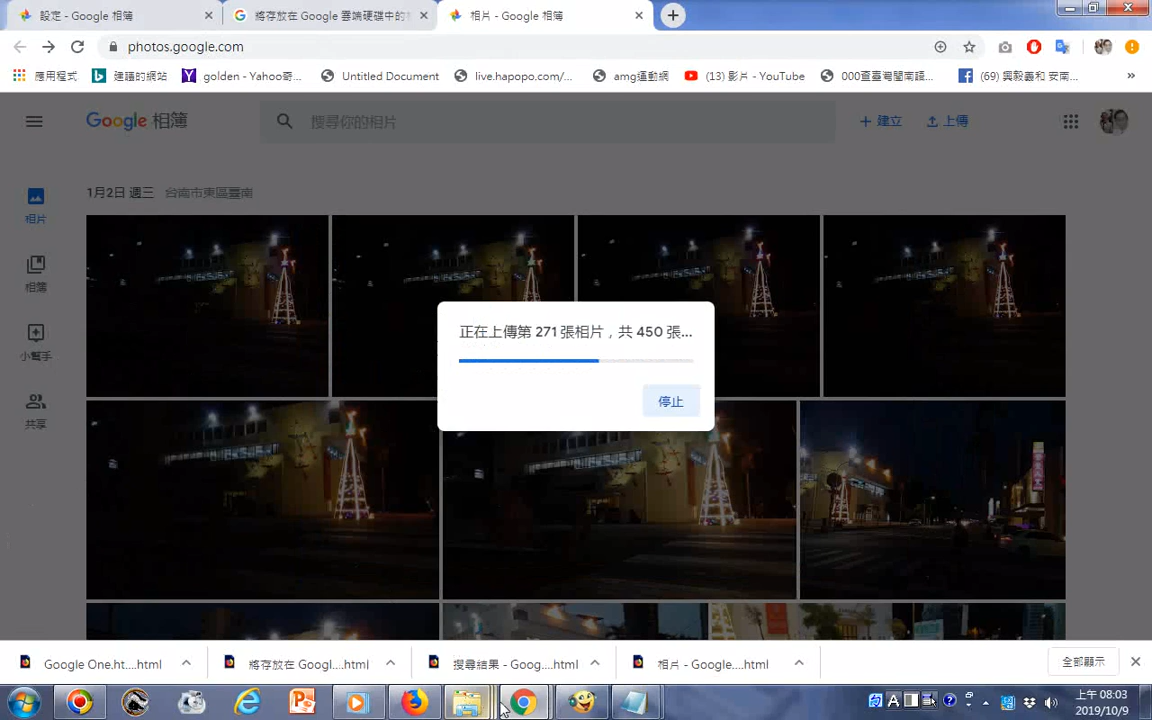 設定 - Google 相簿
將存放在 Google 雲端硬碟中的
相片 - Google 相簿
photos.google.com
應用程式
建議的網站
golden - Yahoo奇...
Untitled Document
live.hapopo.com/...
amg運動網
(13) 影片 - YouTube
000查臺灣閩南語...
(69) 興毅義和 安南...
»
Google 相簿
搜尋你的相片
建立
上傳
相片
相簿
小幫手
共享
1月2日 週三 台南市東區臺南
正在上傳第 271 張相片，共 450 張...
停止
Google One.ht....html
將存放在 Googl....html
搜尋結果 - Goog....html
相片 - Google....html
全部顯示
上午 08:03
2019/10/9